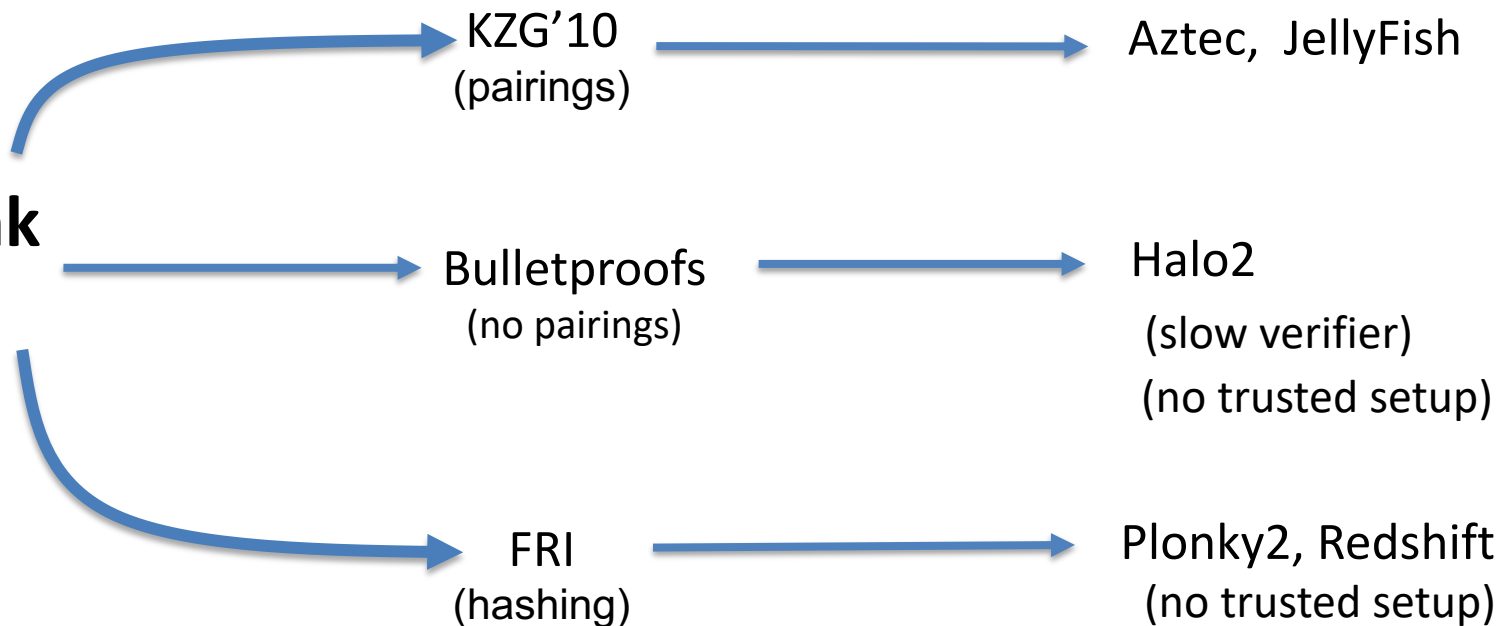 KZG’10
(pairings)
Aztec, JellyFish
k
Bulletproofs
(no pairings)
Halo2
(slow verifier)
(no trusted setup)
FRI
(hashing)
Plonky2, Redshift
(no trusted setup)